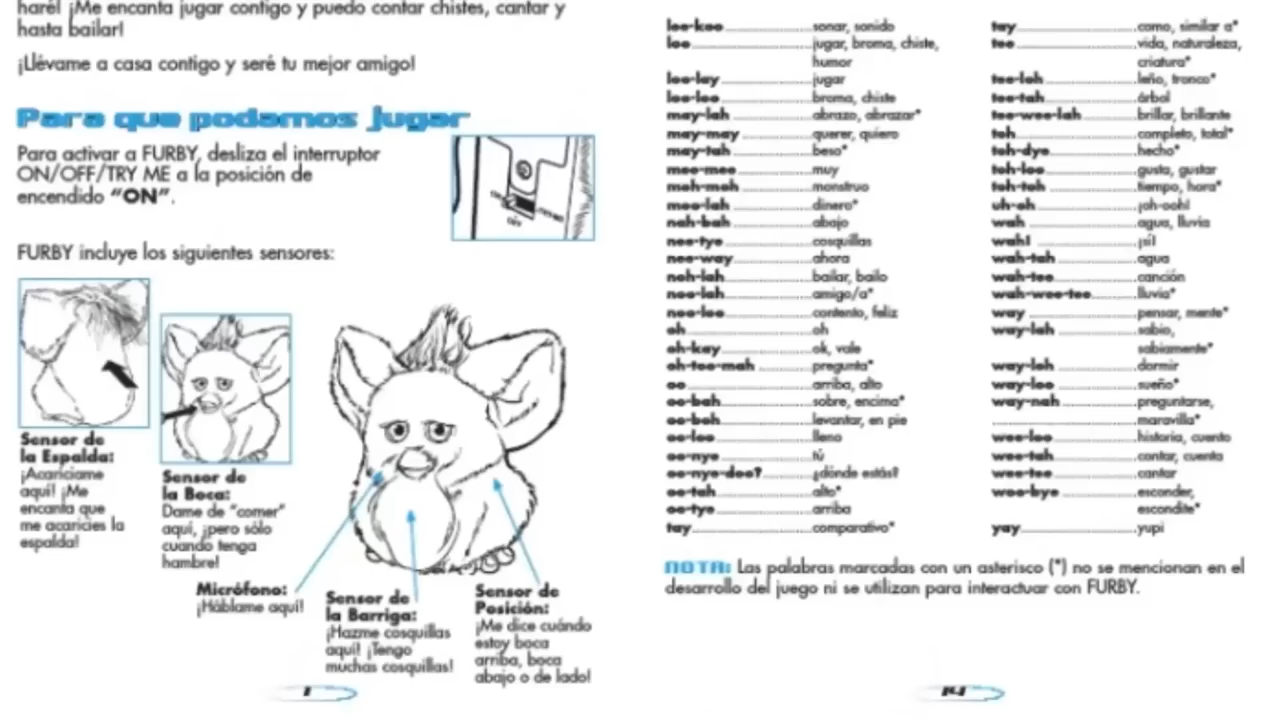 haré! ¡Me encanta jugar contigo y puedo contar chistes, cantar y
hasta bailar!
¡Llévame a casa contigo y seré tu mejor amigo!
Para que podamos jugar
Para activar a FURBY, desliza el interruptor
ON/OFF/TRY ME a la posición de
encendido “ON”.
OFF
FURBY incluye los siguientes sensores:
Sensor de
la Espalda:
¡Acaríciame
aquí! ¡Me
encanta que
me acaricies la
espalda!
Sensor de
la Boca:
Dame de “comer”
aquí, ¡pero sólo
cuando tenga
hambre!
Micrófono:
¡Háblame aquí!
Sensor de
la Barriga:
¡Hazme cosquillas
aquí! ¡Tengo
muchas cosquillas!
Sensor de
Posición:
¡Me dice cuándo
estoy boca
arriba, boca
abajo o de lado!
1
loo-koo sonar, sonido
loo jugar, broma, chiste,
humor
loo-lay jugar
loo-loo broma, chiste
may-lah abrazo, abrazar*
may-may querer, quiero
may-tah beso*
mee-mee muy
moh-moh monstruo
moo-lah dinero*
nah-bah abajo
nee-tye cosquillas
nee-way ahora
noh-lah bailar, bailo
noo-lah amigo/a*
noo-loo contento, feliz
oh oh
oh-kay ok, vale
oh-too-mah pregunta*
oo arriba, alto
oo-bah sobre, encima*
oo-boh levantar, en pie
oo-loo lleno
oo-nye tú
oo-nye-doo? ¿dónde estás?
oo-tah alto*
oo-tye arriba
tay comparativo*
tay como, similar a*
tee vida, naturaleza,
criatura*
tee-loh leño, tronco*
tee-tah árbol
tee-wee-lah brillar, brillante
toh completo, total*
toh-dye hecho*
toh-loo gusta, gustar
toh-toh tiempo, hora*
uh-oh ¡oh-ooh!
wah agua, lluvia
wah! ¡sí!
wah-tah agua
wah-tee canción
wah-wee-tee lluvia*
way pensar, mente*
way-lah sabio,
sabiamente*
way-loh dormir
way-loo sueño*
way-nah preguntarse,
maravilla*
wee-loo historia, cuento
wee-tah contar, cuenta
wee-tee cantar
woo-bye esconder,
escondite*
yay yupi
NOTA: Las palabras marcadas con un asterisco (*) no se mencionan en el
desarrollo del juego ni se utilizan para interactuar con FURBY.
14